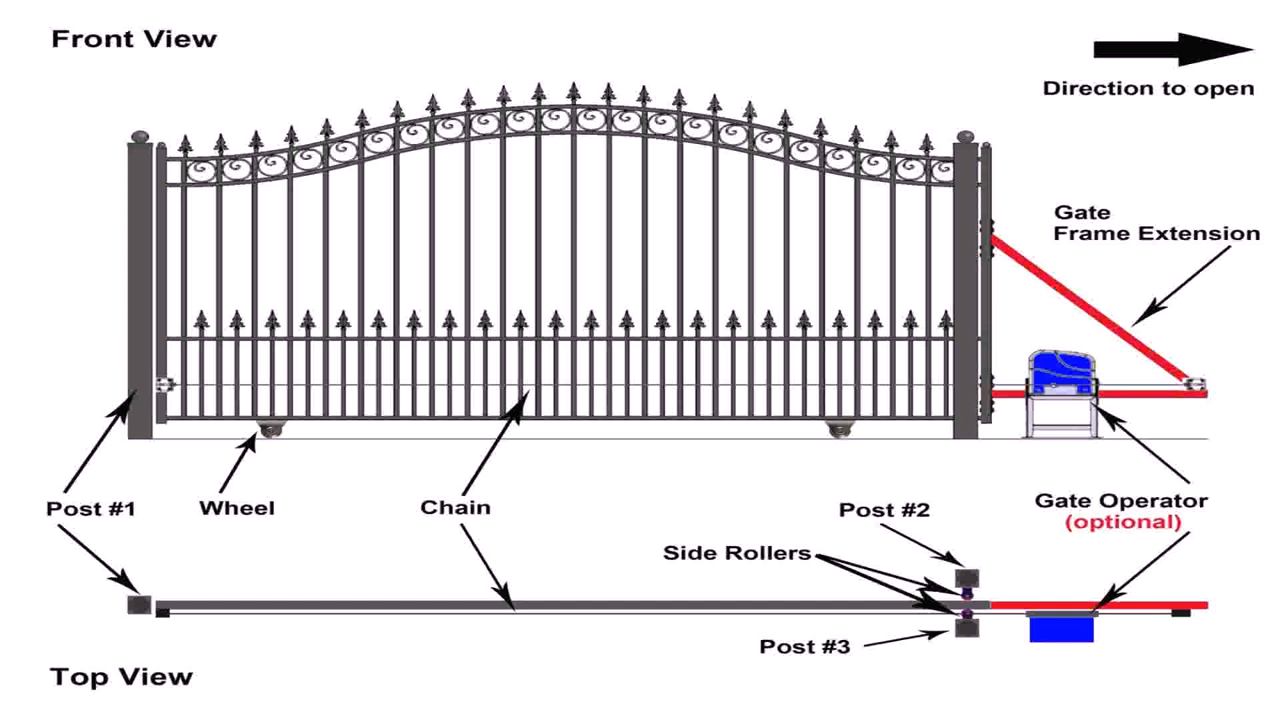 Front View
Direction to open
Gate
Frame Extension
Post #1
Wheel
Chain
Post #2
Gate Operator
(optional)
Side Rollers
Post #3
Top View